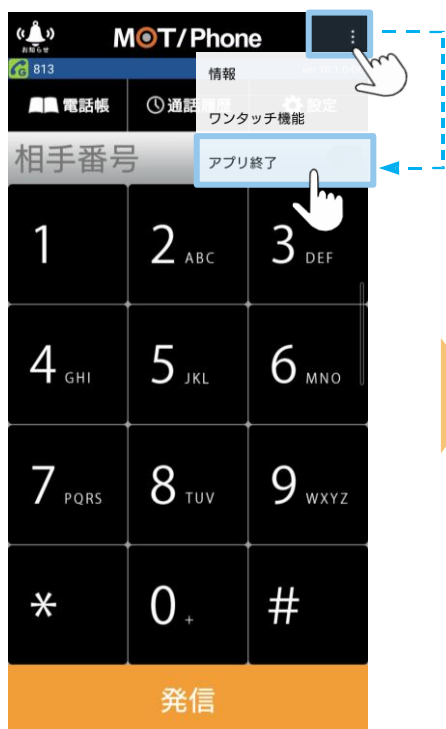 お知らせ
MOT/Phone
813
情報
電話帳
通話
設定
ワンタッチ機能
相手番号
アプリ終了
1
2 ABC
3 DEF
4 GHI
5 JKL
6 MNO
7 PQRS
8 TUV
9 WXYZ
*
0 +
#
発信